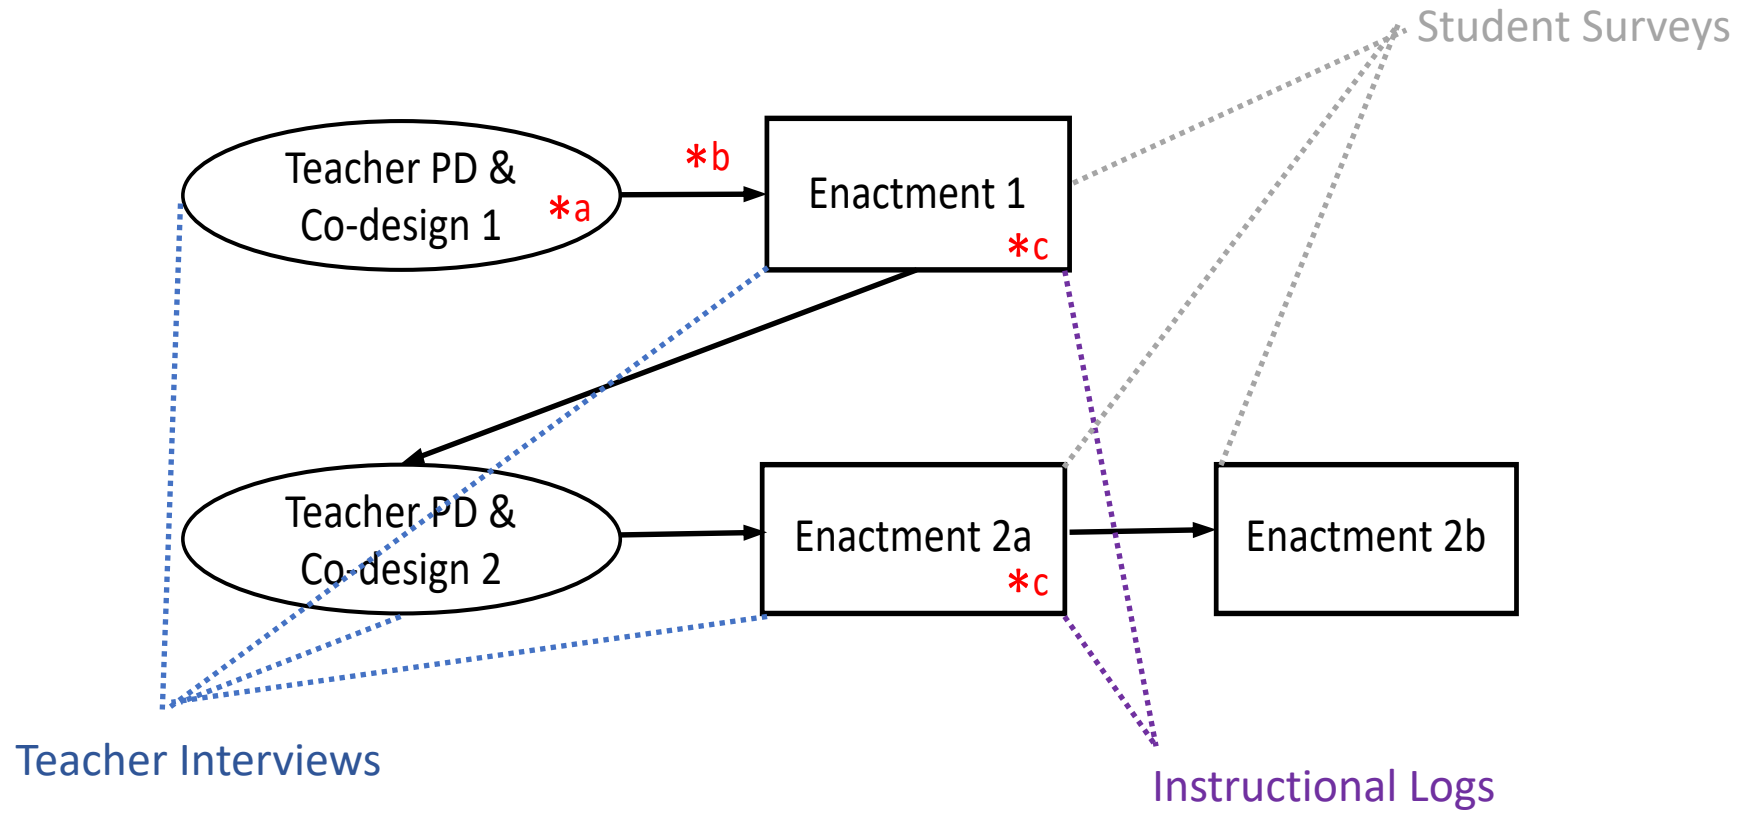 Student Surveys
Teacher PD &
Co-design 1
*a
*b
Enactment 1
*c
Teacher PD &
Co-design 2
Enactment 2a
*c
Enactment 2b
Teacher Interviews
Instructional Logs